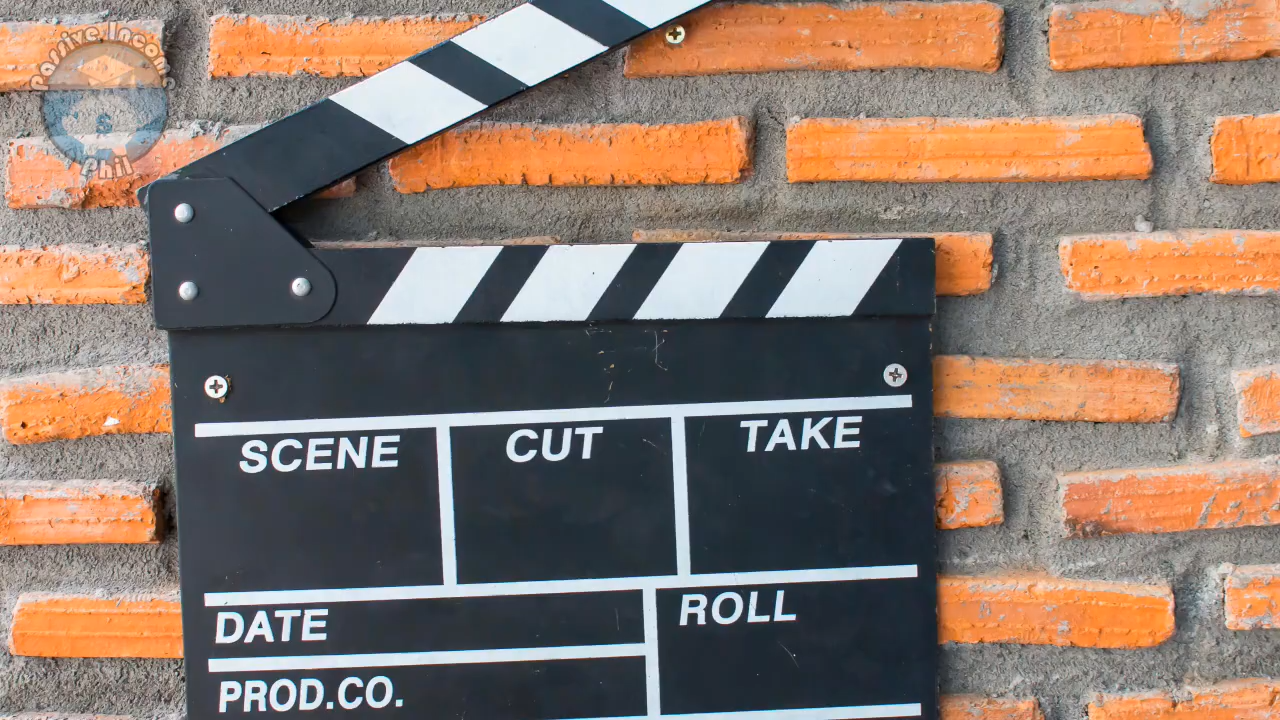 Passive Income
&
Phil
SCENE CUT TAKE
DATE ROLL
PROD.CO.